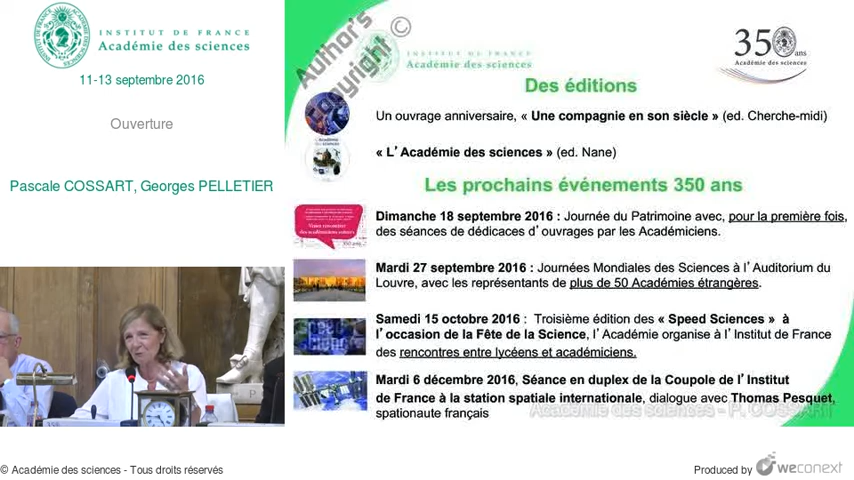 INSTITUT DE FRANCE
Académie des sciences
11-13 septembre 2016
Ouverture
Pascale COSSART, Georges PELLETIER
Author's
Copyright ©
INSTITUT DE FRANCE
Académie des sciences
350 ans
Académie des sciences
Des éditions
Un ouvrage anniversaire, « Une compagnie en son siècle » (ed. Cherche-midi)
« L'Académie des sciences » (ed. Nane)
Les prochains événements 350 ans
Dimanche 18 septembre 2016 : Journée du Patrimoine avec, pour la première fois,
des séances de dédicaces d'ouvrages par les Académiciens.
Mardi 27 septembre 2016 : Journées Mondiales des Sciences à l'Auditorium du
Louvre, avec les représentants de plus de 50 Académies étrangères.
Samedi 15 octobre 2016 : Troisième édition des « Speed Sciences » à
l'occasion de la Fête de la Science, l'Académie organise à l'Institut de France
des rencontres entre lycéens et académiciens.
Mardi 6 décembre 2016, Séance en duplex de la Coupole de l'Institut
de France à la station spatiale internationale, dialogue avec Thomas Pesquet,
spationaute français
Académie des sciences - P. COSSART
© Académie des sciences - Tous droits réservés
Produced by weconext